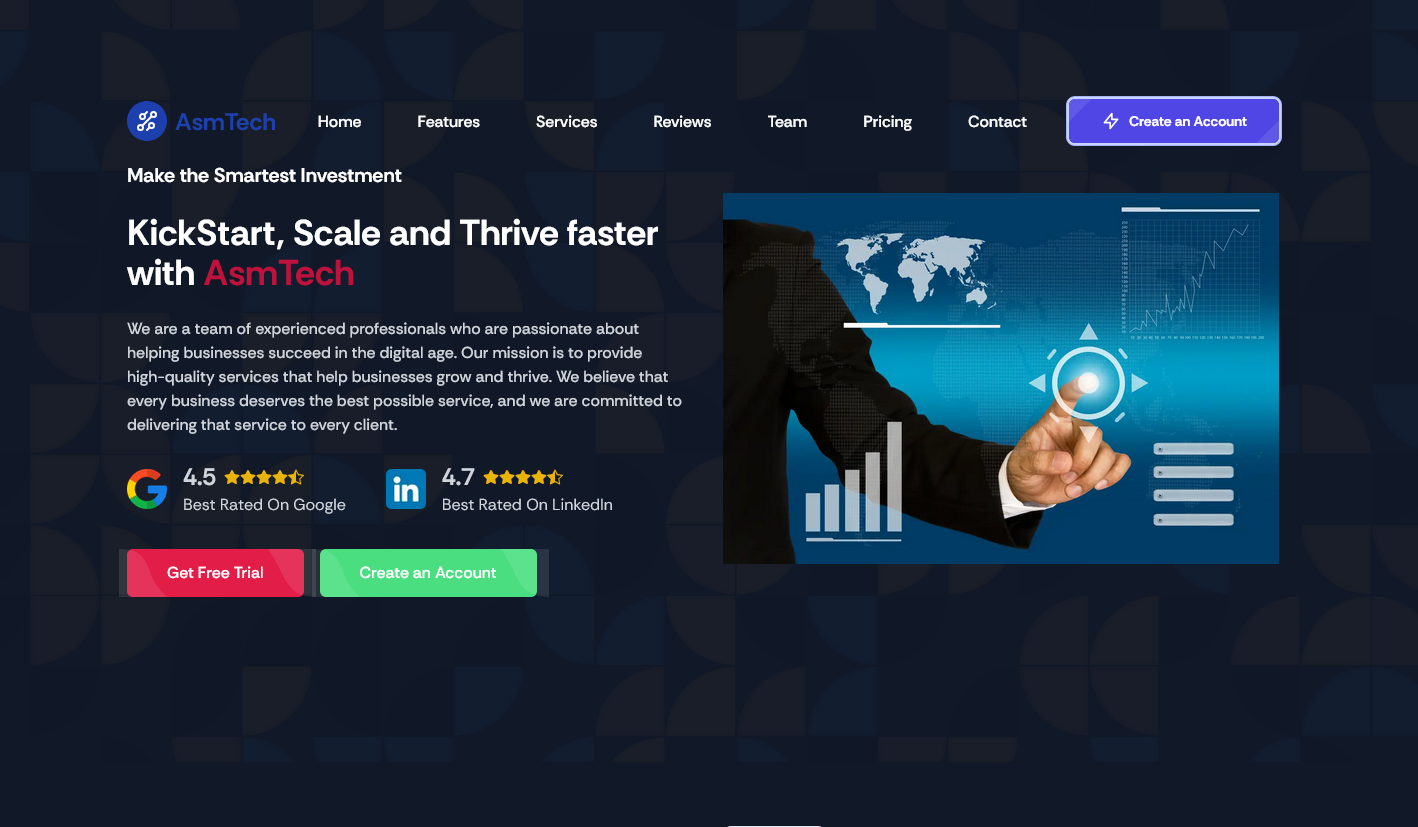 AsmTech
Home
Features
Services
Reviews
Team
Pricing
Contact
Create an Account
Make the Smartest Investment
KickStart, Scale and Thrive faster
with AsmTech
We are a team of experienced professionals who are passionate about
helping businesses succeed in the digital age. Our mission is to provide
high-quality services that help businesses grow and thrive. We believe that
every business deserves the best possible service, and we are committed to
delivering that service to every client.
4.5
Best Rated On Google
in
4.7
Best Rated On LinkedIn
Get Free Trial
Create an Account